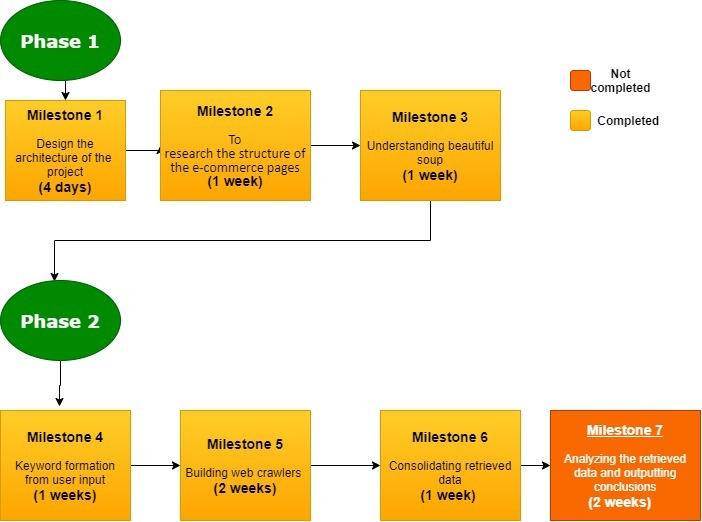 Phase 1
Not
completed
Completed
Milestone 1
Design the
architecture of the
project
(4 days)
Milestone 2
To
research the structure of
the e-commerce pages
(1 week)
Milestone 3
Understanding beautiful
soup
(1 week)
Phase 2
Milestone 4
Keyword formation
from user input
(1 weeks)
Milestone 5
Building web crawlers
(2 weeks)
Milestone 6
Consolidating retrieved
data
(1 week)
Milestone 7
Analyzing the retrieved
data and outputting
conclusions
(2 weeks)